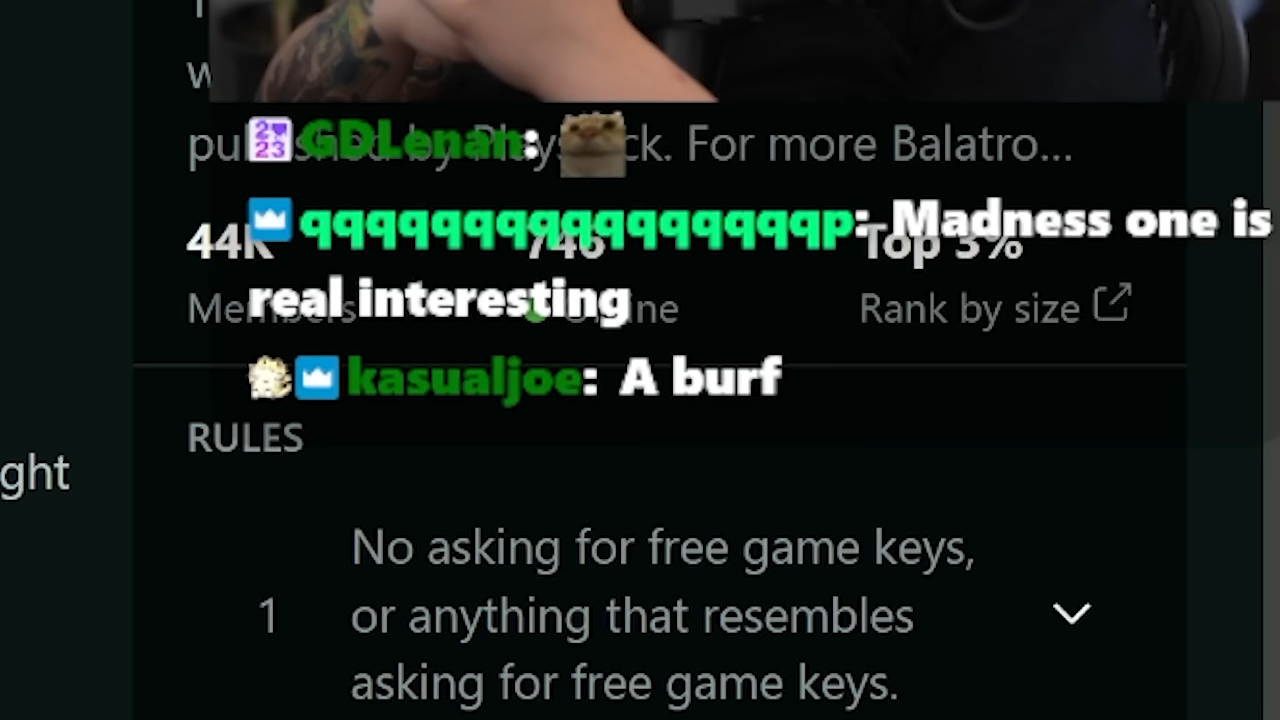 GDLenan:
by ck. For more Balatro...
qqqqqqqqqqqqqqqqqp: Madness one is
44K 746 Top 3%
real interesting
Members Online Rank by size
kasualjoe: A burf
RULES
ght
No asking for free game keys,
1 or anything that resembles
asking for free game keys.